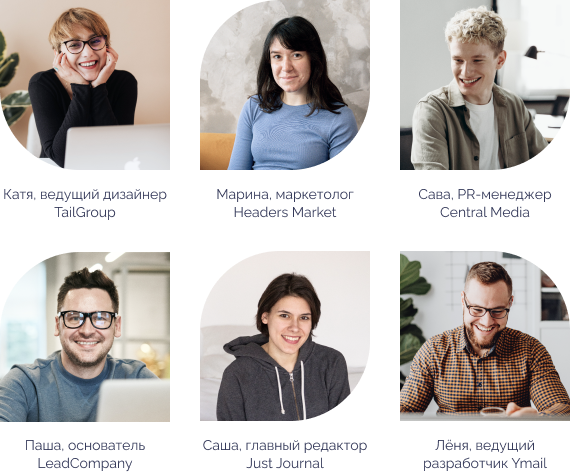 Катя, ведущий дизайнер
TailGroup
Марина, маркетолог
Headers Market
Сава, PR-менеджер
Central Media
Паша, основатель
LeadCompany
Саша, главный редактор
Just Journal
Лёня, ведущий
разработчик Ymail